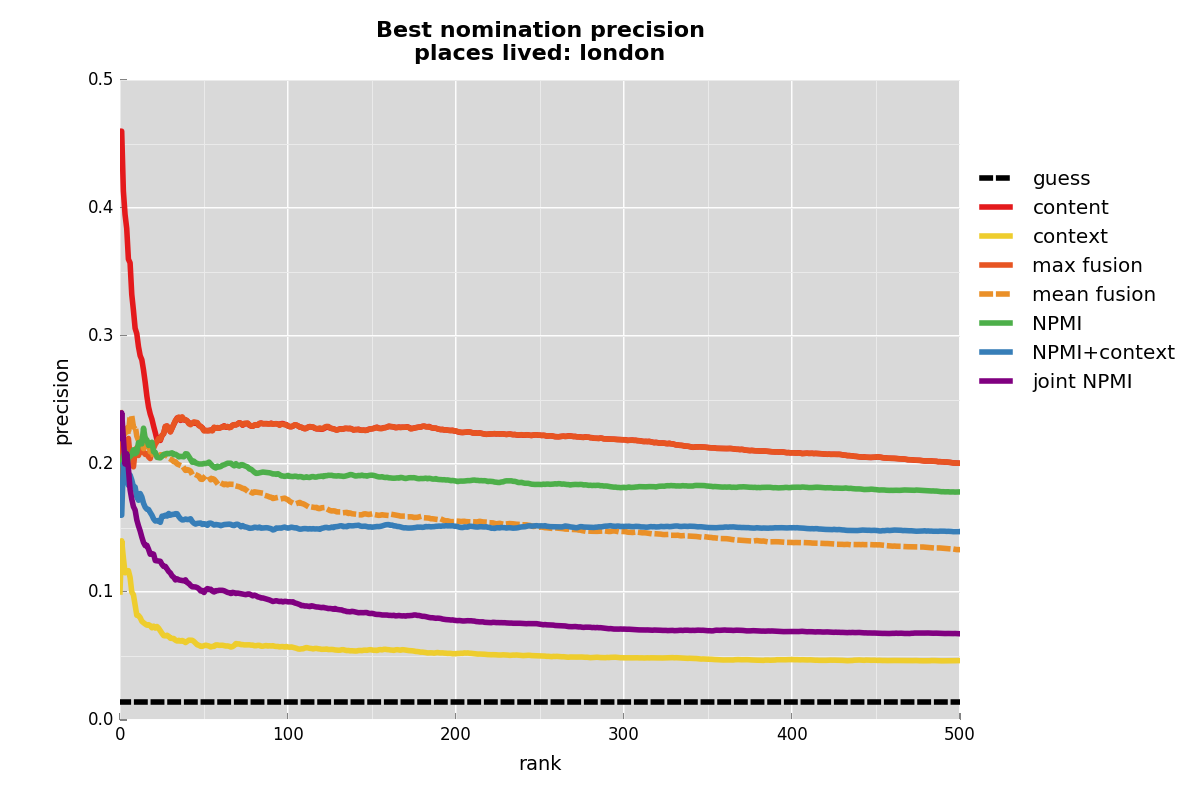 Best nomination precision
places lived: london
0.5
0.4
0.3
0.2
0.1
0.0
precision
0
100
200
300
400
500
rank
guess
content
context
max fusion
mean fusion
NPMI
NPMI+context
joint NPMI